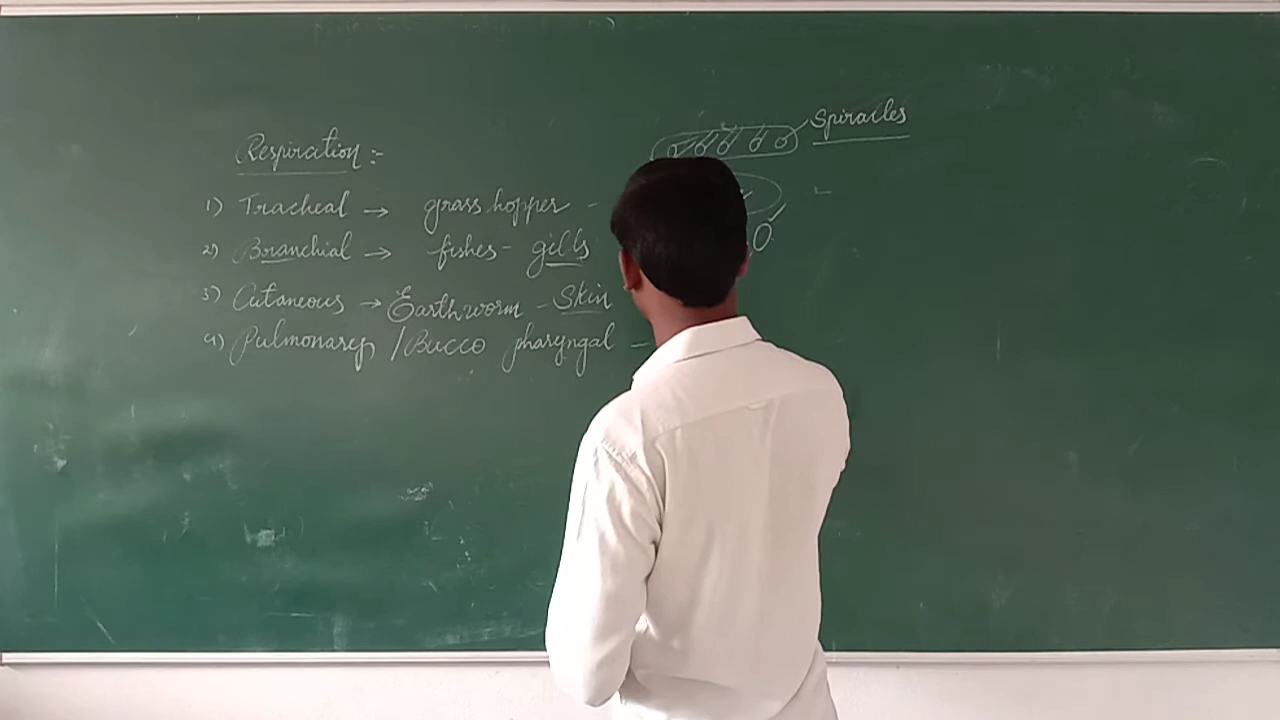 Spiracles
Respiration :-
1) Tracheal → grass hopper -
2) Branchial → fishes - gills
3) Cutaneous → Earthworm - Skin
4) Pulmonary / Bucco pharyngal -